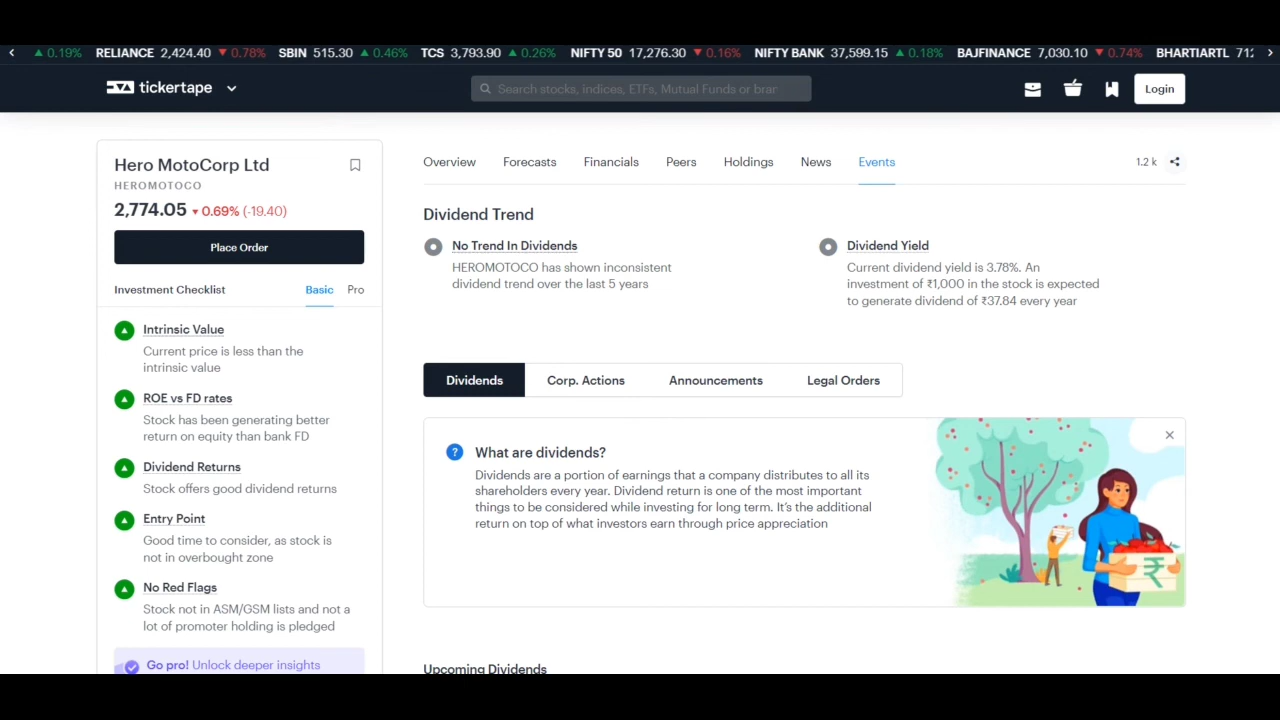 0.19% RELIANCE 2,424.40 0.78% SBIN 515.30 0.46% TCS 3,793.90 0.26% NIFTY 50 17,276.30 0.16% NIFTY BANK 37,599.15 0.18% BAJFINANCE 7,030.10 0.74% BHARTIARTL
tickertape
Search stocks, indices, ETFs, Mutual Funds or bran
Login
Hero MotoCorp Ltd
HEROMOTOCO
2,774.05 0.69% (-19.40)
Place Order
Investment Checklist Basic Pro
Intrinsic Value
Current price is less than the
intrinsic value
ROE vs FD rates
Stock has been generating better
return on equity than bank FD
Dividend Returns
Stock offers good dividend returns
Entry Point
Good time to consider, as stock is
not in overbought zone
No Red Flags
Stock not in ASM/GSM lists and not a
lot of promoter holding is pledged
Go pro! Unlock deeper insights
Overview Forecasts Financials Peers Holdings News Events
1.2 k
Dividend Trend
No Trend In Dividends
HEROMOTOCO has shown inconsistent
dividend trend over the last 5 years
Dividend Yield
Current dividend yield is 3.78%. An
investment of ₹1,000 in the stock is expected
to generate dividend of ₹37.84 every year
Dividends Corp. Actions Announcements Legal Orders
What are dividends?
Dividends are a portion of earnings that a company distributes to all its
shareholders every year. Dividend return is one of the most important
things to be considered while investing for long term. It's the additional
return on top of what investors earn through price appreciation
₹
Upcoming Dividends